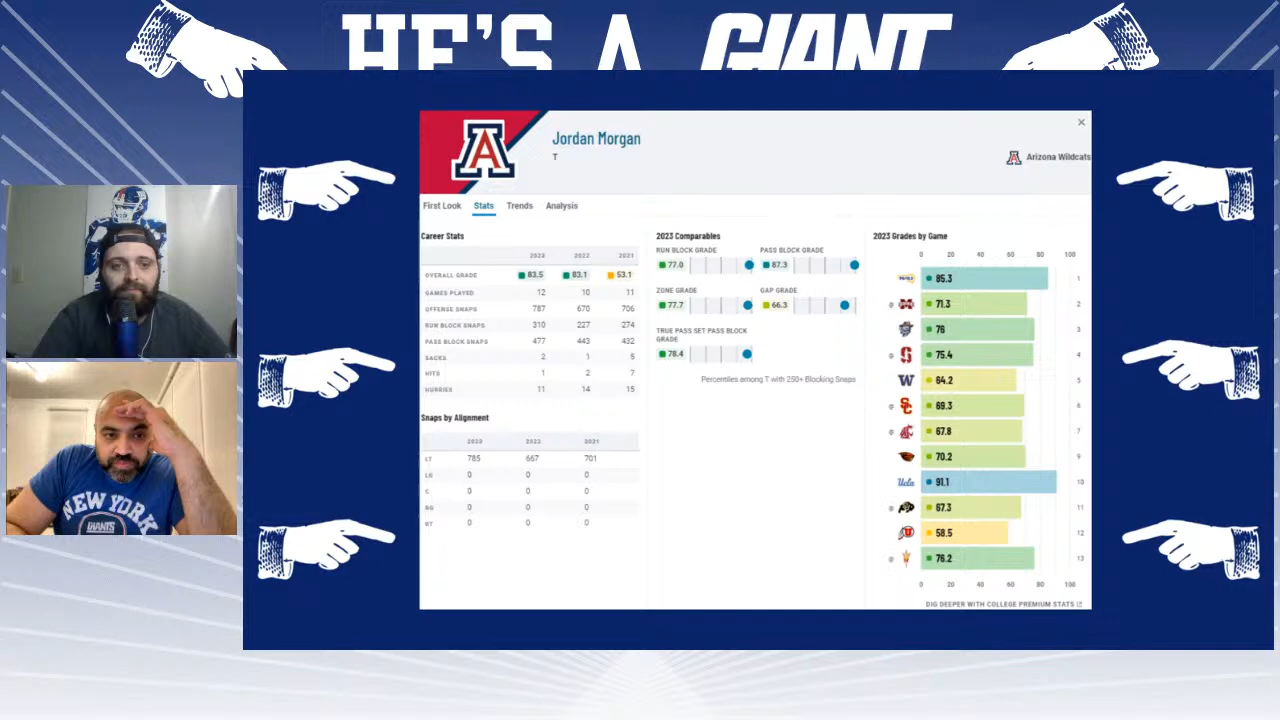 HE'S A GIANT
Jordan Morgan
T
Arizona Wildcats
First Look Stats Trends Analysis
Career Stats
2023 2022 2021
OVERALL GRADE 83.5 83.1 53.1
GAMES PLAYED 12 10 11
OFFENSE SNAPS 787 670 706
RUN BLOCK SNAPS 310 227 274
PASS BLOCK SNAPS 477 443 432
SACKS 2 1 5
HITS 1 2 7
HURRIES 11 14 15
Snaps by Alignment
2023 2022 2021
LT 785 667 701
LG 0 0 0
C 0 0 0
RG 0 0 0
RT 0 0 0
2023 Comparables
RUN BLOCK GRADE PASS BLOCK GRADE
77.0 87.3
ZONE GRADE GAP GRADE
77.7 66.3
TRUE PASS SET PASS BLOCK
GRADE
78.4
Percentiles among T with 250+ Blocking Snaps
2023 Grades by Game
0 20 40 60 80 100
85.3 1
@ 71.3 2
76 3
@ S 75.4 4
W 64.2 5
@ SC 69.3 6
@ 67.8 7
70.2 9
Ucla 91.1 10
@ 67.3 11
U 58.5 12
@ 76.2 13
0 20 40 60 80 100
DIG DEEPER WITH COLLEGE PREMIUM STATS
NEW YORK
GIANTS